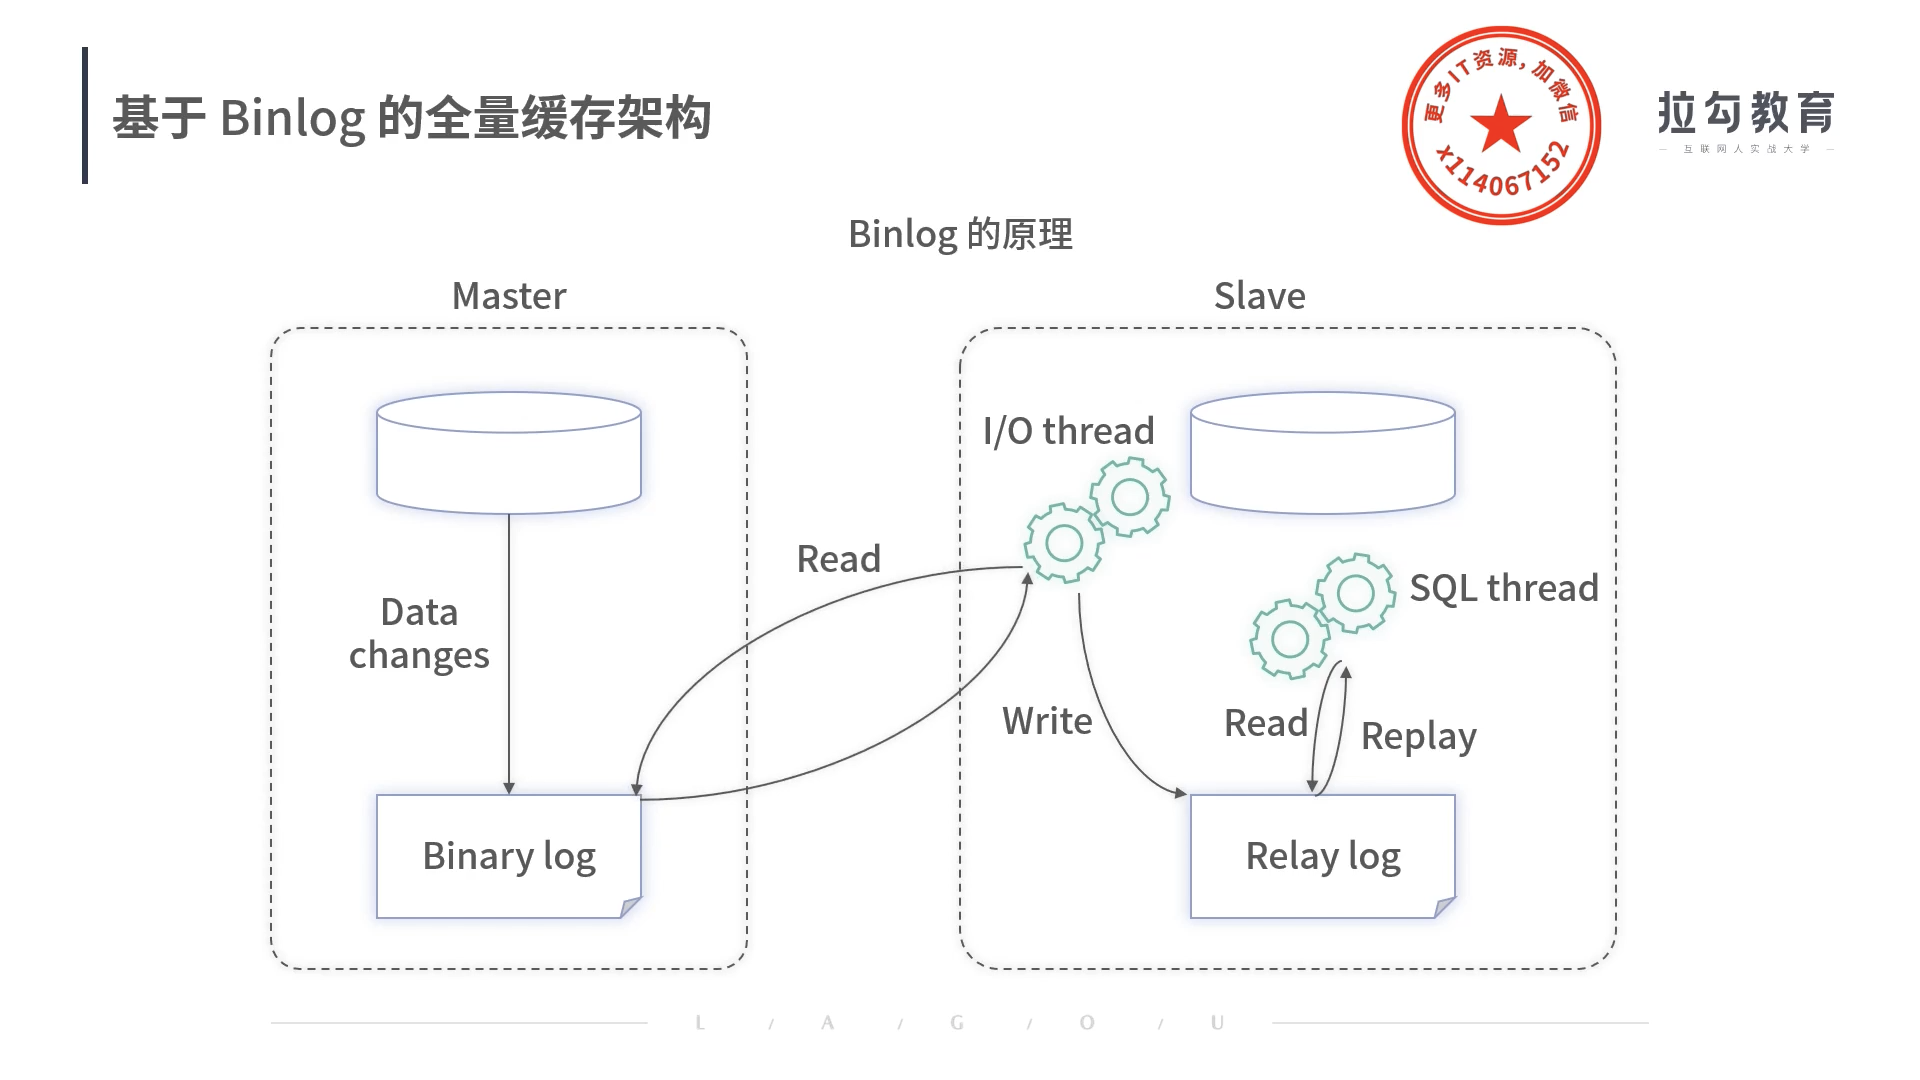 基于 Binlog 的全量缓存架构
更多IT资源，加微信
x114067152
拉勾教育
— 互联网人实战大学 —
Binlog 的原理
Master
Slave
I/O thread
Read
SQL thread
Data
changes
Write
Read
Replay
Binary log
Relay log
L / A / G / O / U